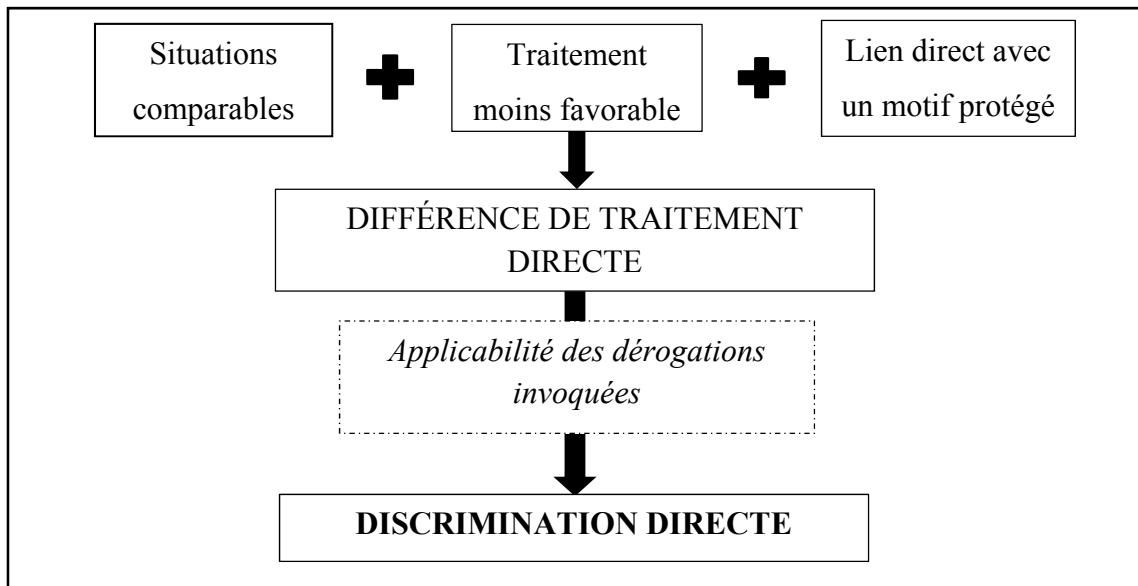 Situations
comparables
Traitement
moins favorable
Lien direct avec
un motif protégé
DIFFÉRENCE DE TRAITEMENT
DIRECTE
Applicabilité des dérogations
invoquées
DISCRIMINATION DIRECTE